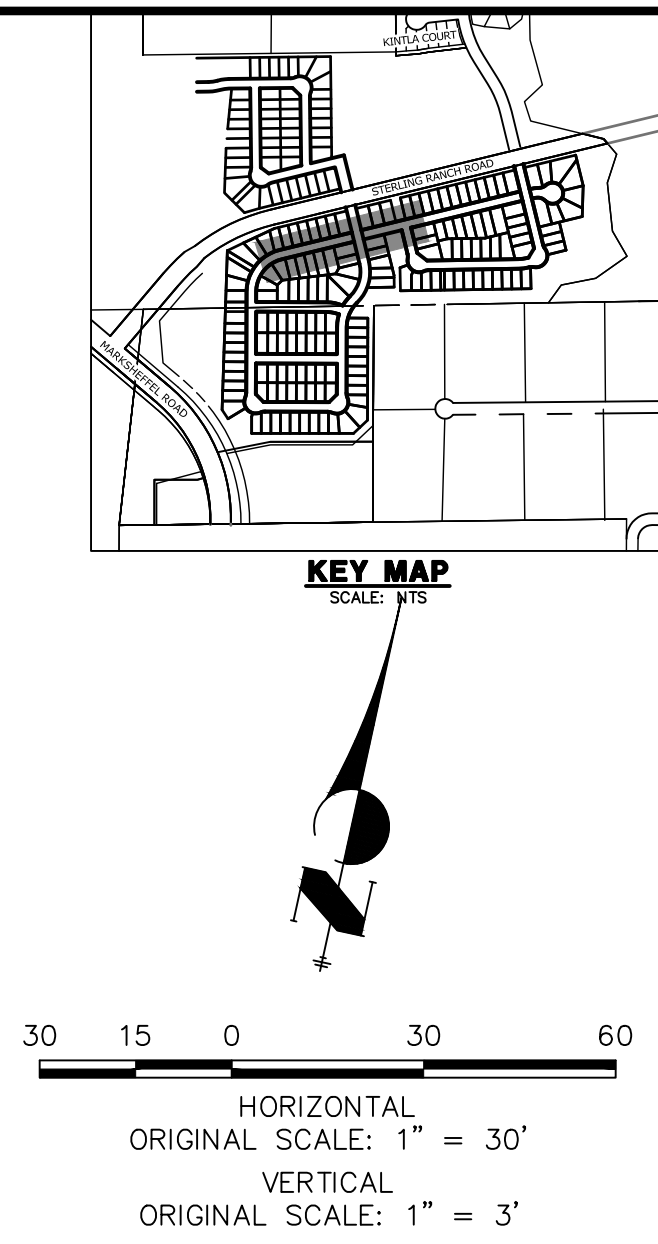 KINTLA COURT
STERLING RANCH ROAD
MARKSHEFFEL ROAD
KEY MAP
SCALE: NTS
30 15 0 30 60
HORIZONTAL
ORIGINAL SCALE: 1" = 30'
VERTICAL
ORIGINAL SCALE: 1" = 3'